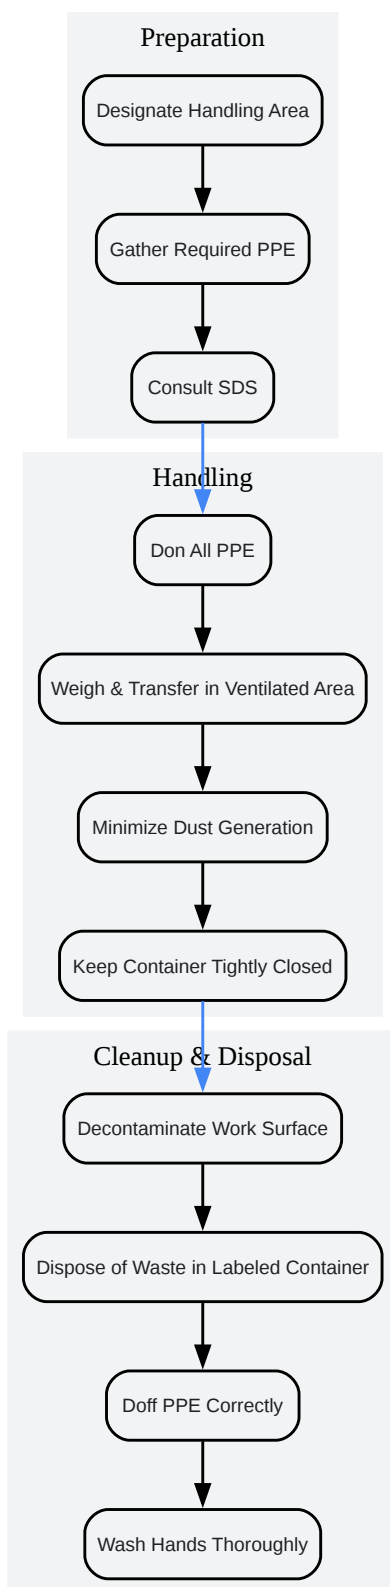 Preparation
Designate Handling Area
Gather Required PPE
Consult SDS
Handling
Don All PPE
Weigh & Transfer in Ventilated Area
Minimize Dust Generation
Keep Container Tightly Closed
Cleanup & Disposal
Decontaminate Work Surface
Dispose of Waste in Labeled Container
Doff PPE Correctly
Wash Hands Thoroughly